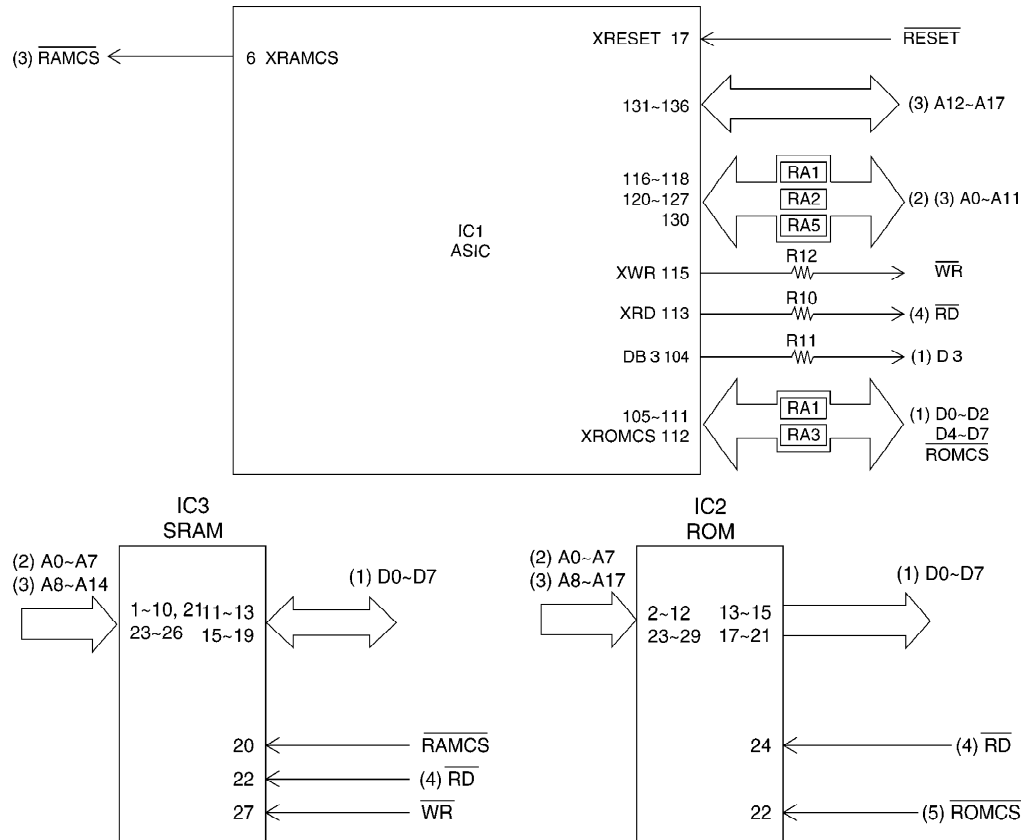 (3) RAMCS
6 XRAMCS
XRESET 17
RESET
131~136
(3) A12~A17
116~118
120~127
130
RA1
RA2
RA5
(2) (3) A0~A11
IC1
ASIC
XWR 115
R12
WR
XRD 113
R10
(4) RD
DB 3 104
R11
(1) D 3
105~111
XROMCS 112
RA1
RA3
(1) D0~D2
D4~D7
ROMCS
IC3
SRAM
(2) A0~A7
(3) A8~A14
1~10, 21 11~13
23~26 15~19
(1) D0~D7
20
RAMCS
22
(4) RD
27
WR
IC2
ROM
(2) A0~A7
(3) A8~A17
2~12 13~15
23~29 17~21
(1) D0~D7
24
(4) RD
22
(5) ROMCS